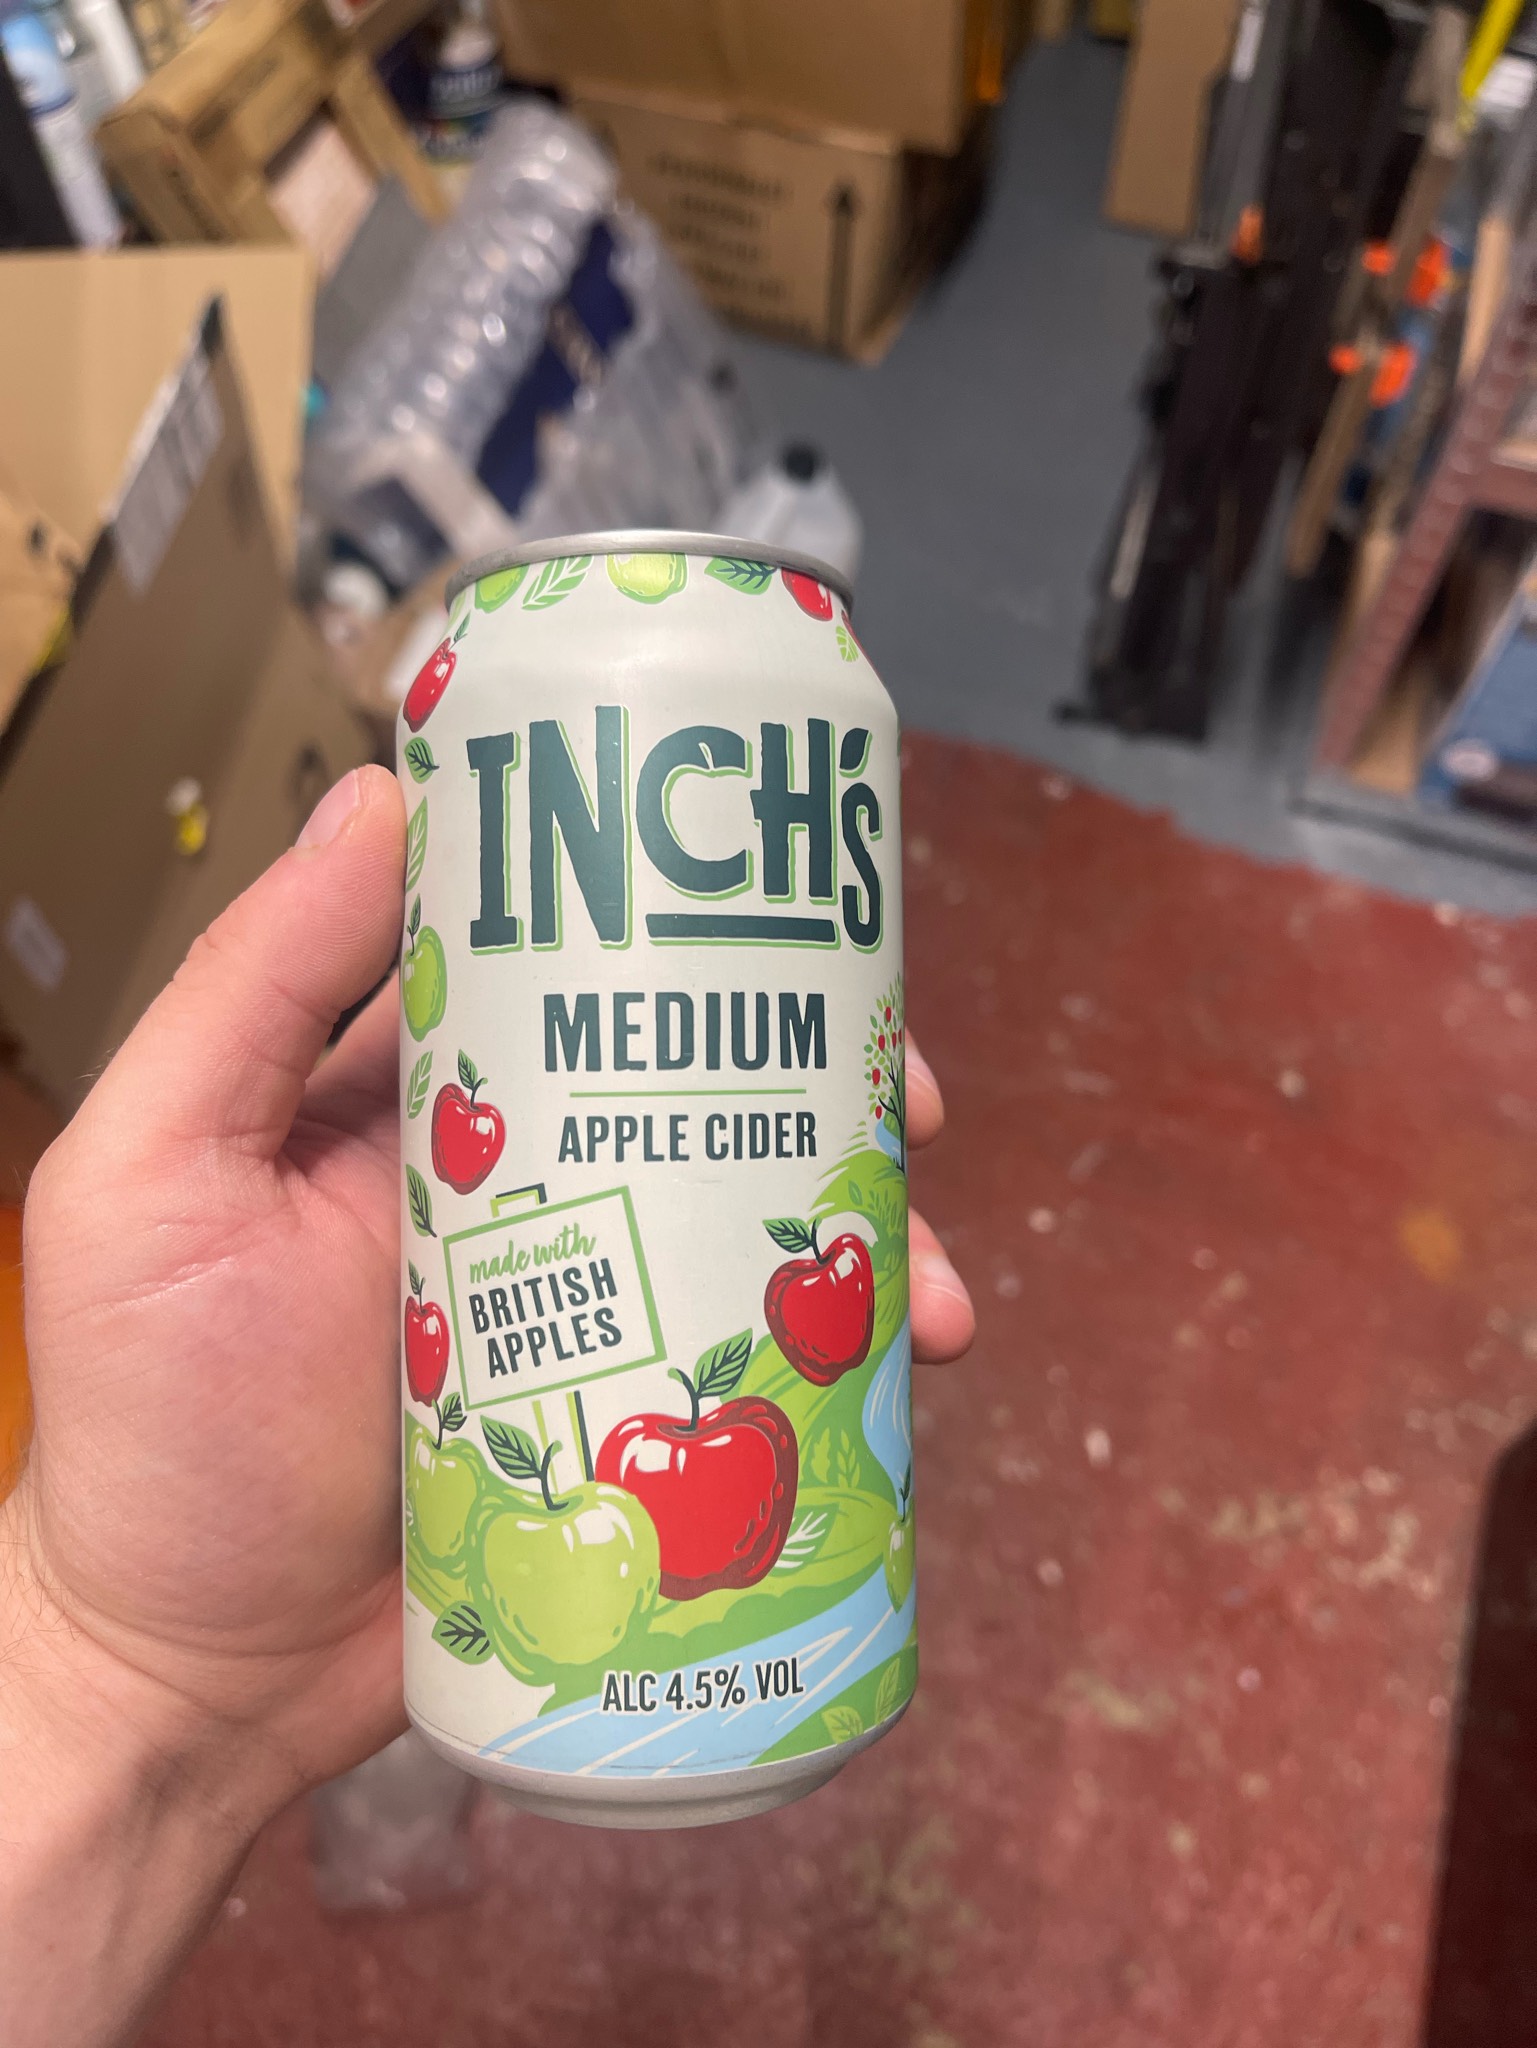 INCH'S
MEDIUM
APPLE CIDER
made with
BRITISH
APPLES
ALC 4.5% VOL